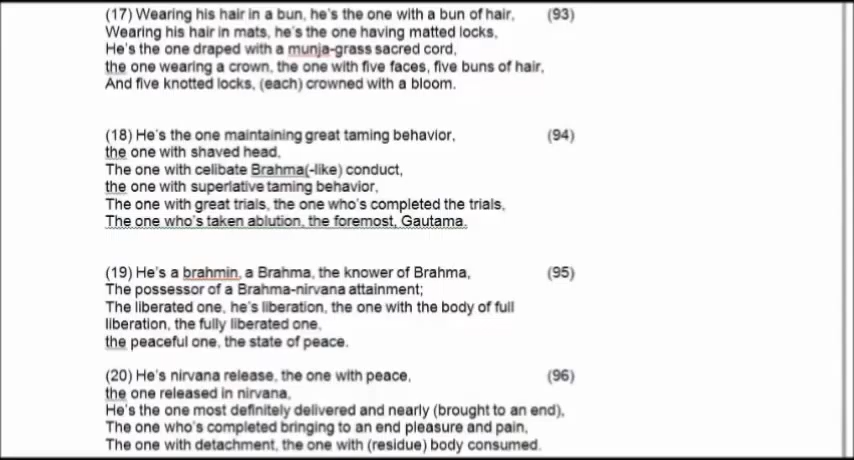 (17) Wearing his hair in a bun, he's the one with a bun of hair, (93)
Wearing his hair in mats, he's the one having matted locks,
He's the one draped with a munja-grass sacred cord,
the one wearing a crown, the one with five faces, five buns of hair,
And five knotted locks, (each) crowned with a bloom.
(18) He's the one maintaining great taming behavior, (94)
the one with shaved head,
The one with celibate Brahma(-like) conduct,
the one with superlative taming behavior,
The one with great trials, the one who's completed the trials,
The one who's taken ablution, the foremost, Gautama.
(19) He's a brahmin, a Brahma, the knower of Brahma, (95)
The possessor of a Brahma-nirvana attainment;
The liberated one, he's liberation, the one with the body of full
liberation, the fully liberated one,
the peaceful one, the state of peace.
(20) He's nirvana release, the one with peace, (96)
the one released in nirvana,
He's the one most definitely delivered and nearly (brought to an end),
The one who's completed bringing to an end pleasure and pain,
The one with detachment, the one with (residue) body consumed.